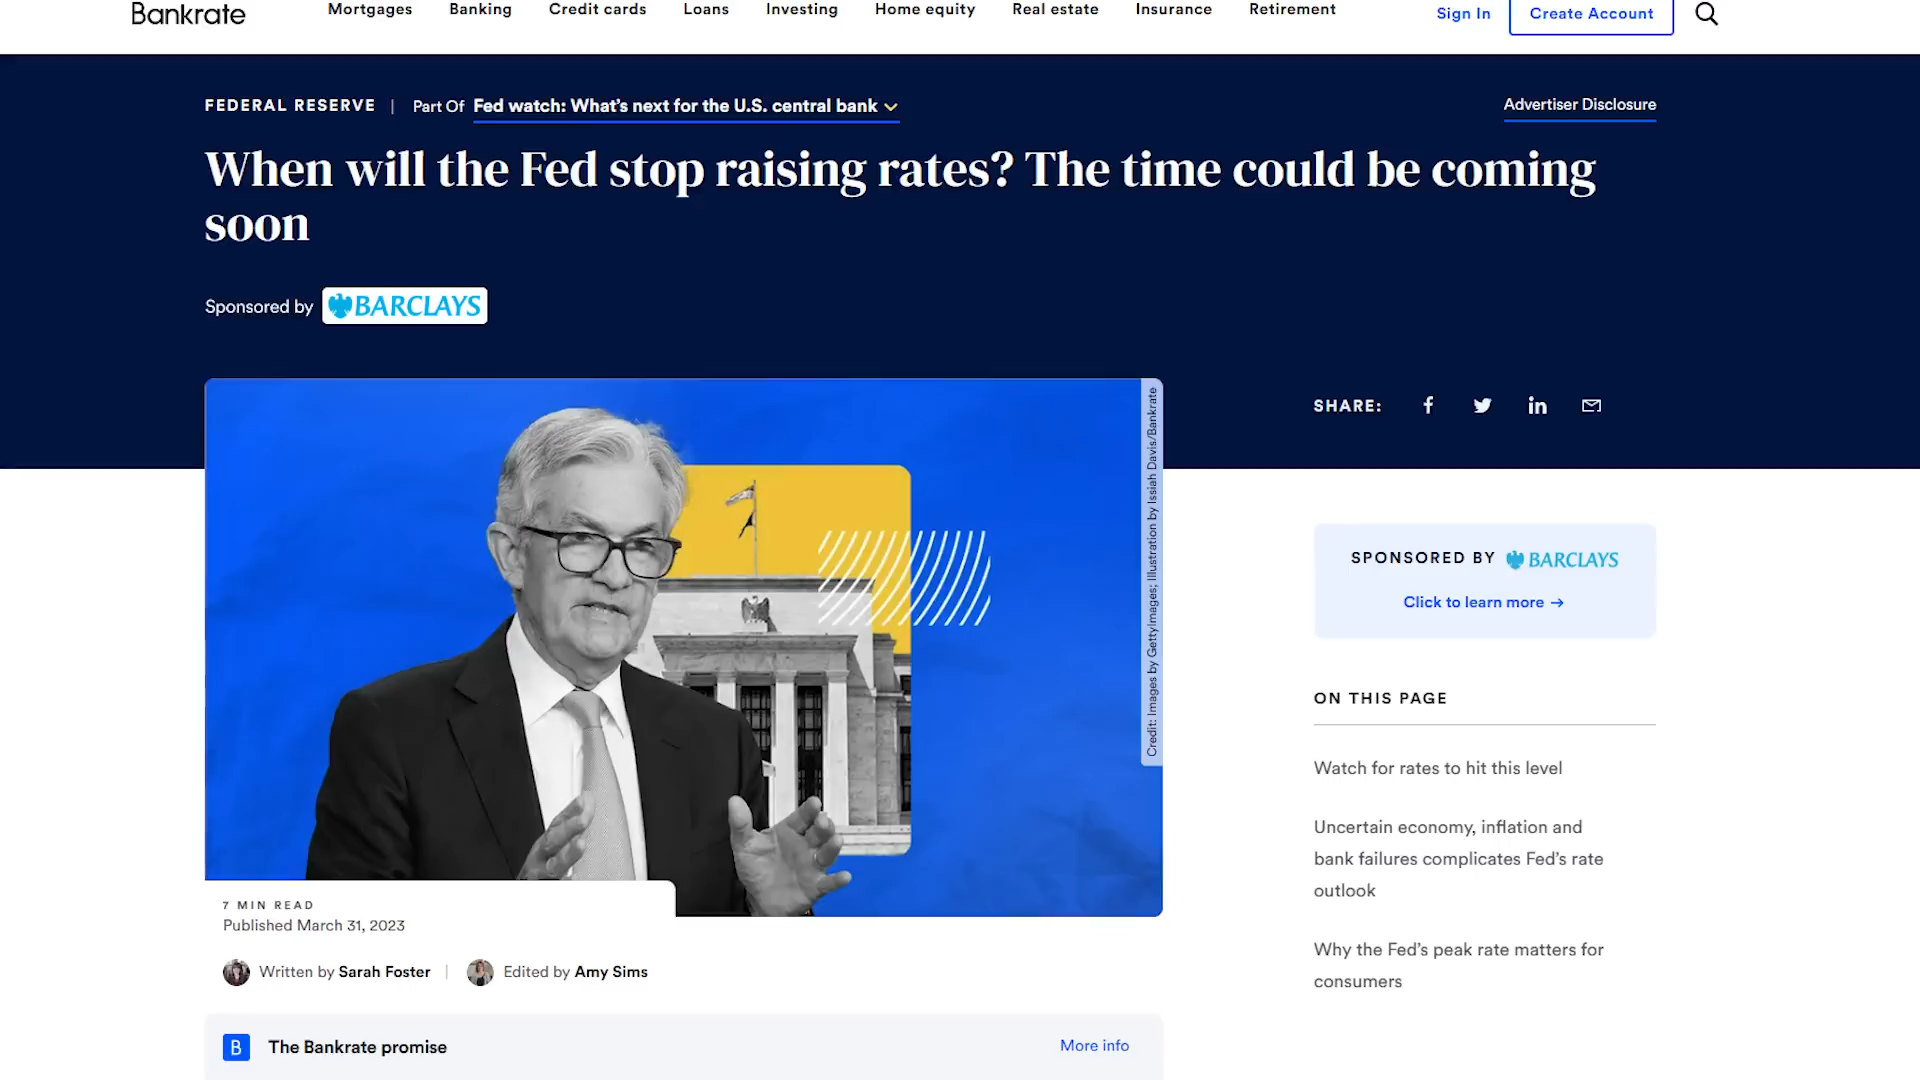 Bankrate
Mortgages Banking Credit cards Loans Investing Home equity Real estate Insurance Retirement
Sign In Create Account
FEDERAL RESERVE | Part Of Fed watch: What's next for the U.S. central bank
Advertiser Disclosure
When will the Fed stop raising rates? The time could be coming
soon
Sponsored by BARCLAYS
SHARE:
Credit: Images by GettyImages; Illustration by Issiah Davis/Bankrate
7 MIN READ
Published March 31, 2023
Written by Sarah Foster | Edited by Amy Sims
B The Bankrate promise
More info
SPONSORED BY BARCLAYS
Click to learn more →
ON THIS PAGE
Watch for rates to hit this level
Uncertain economy, inflation and
bank failures complicates Fed's rate
outlook
Why the Fed's peak rate matters for
consumers